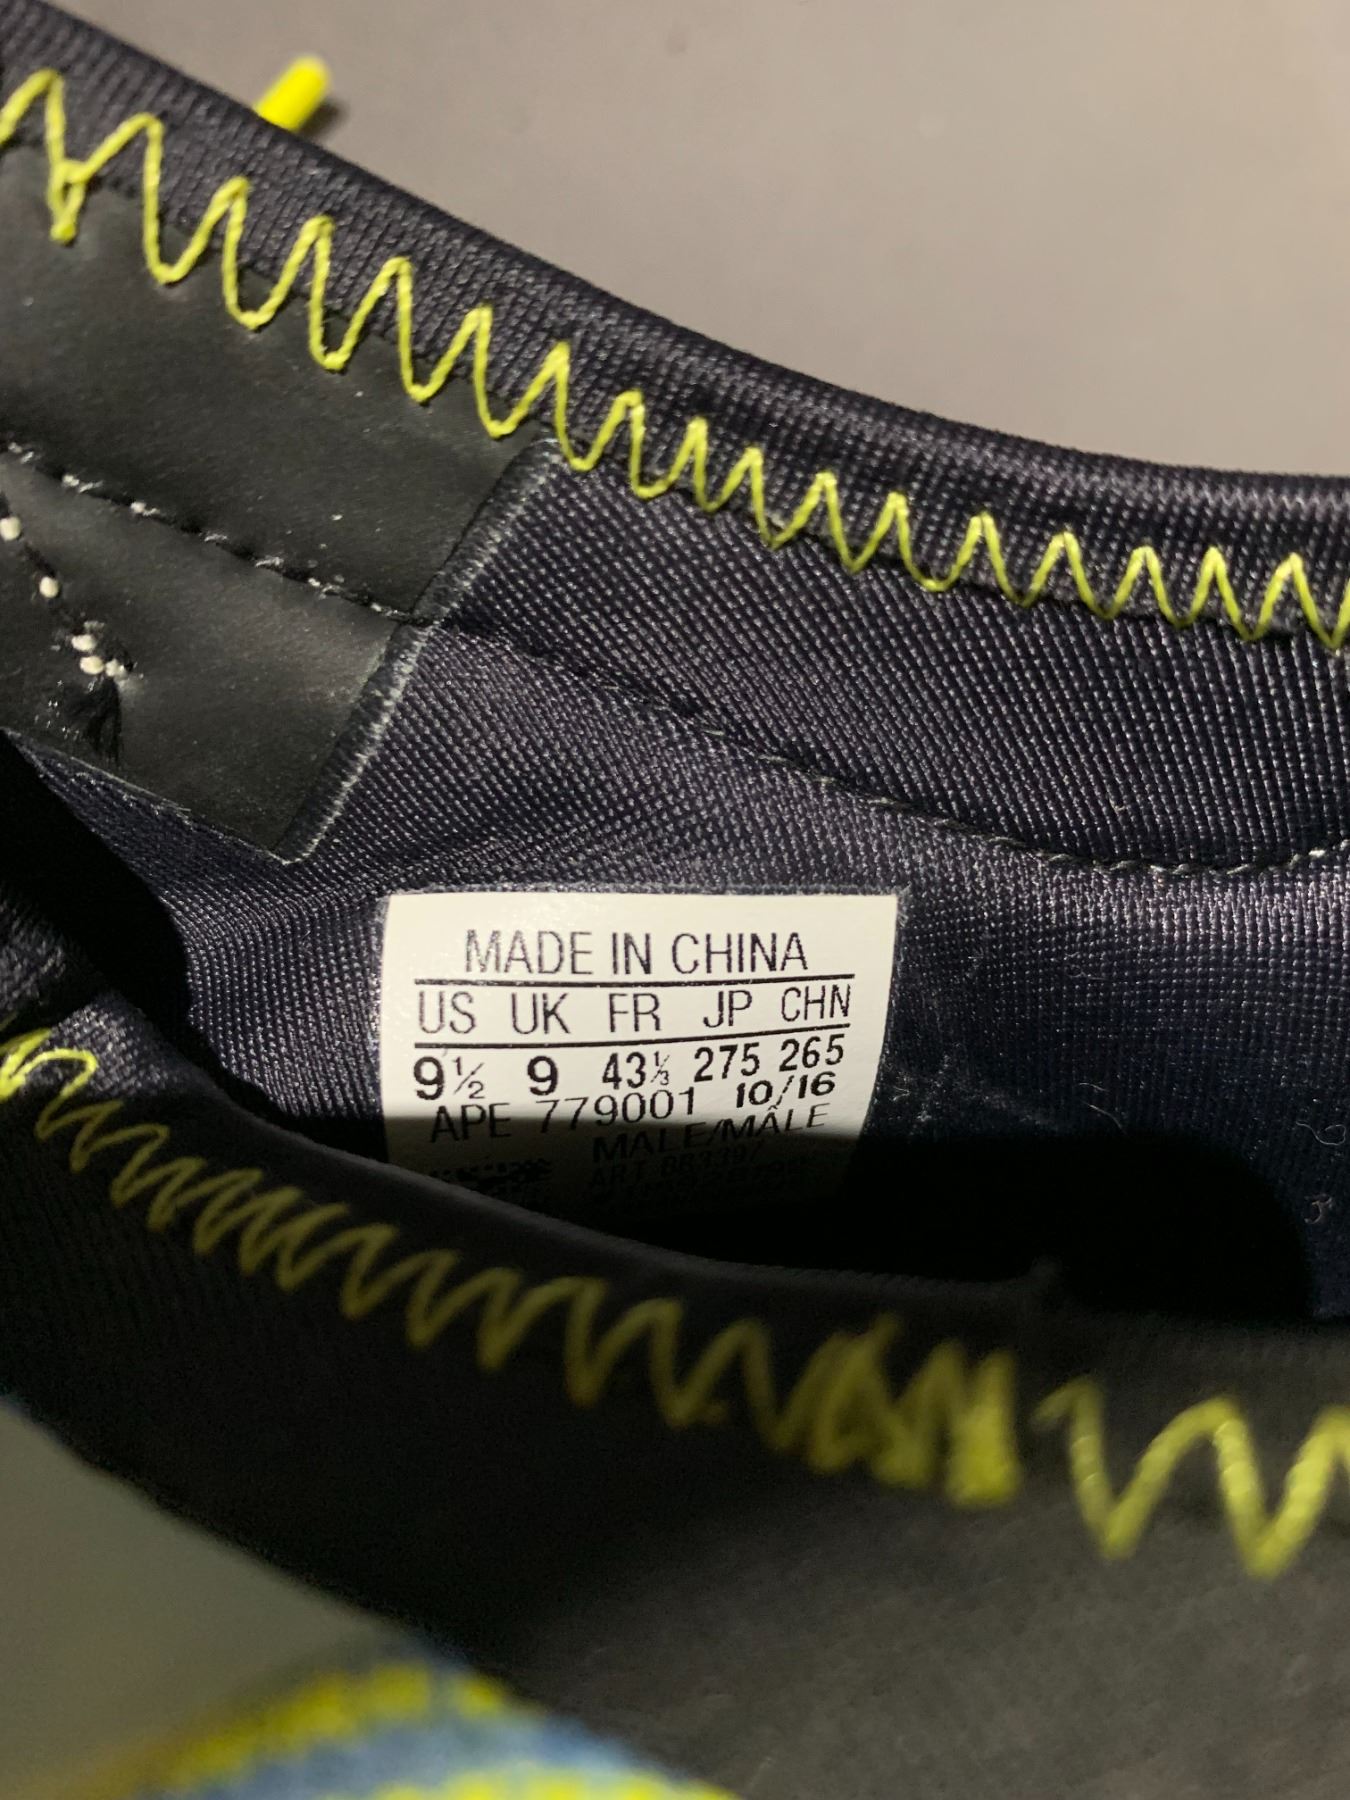 MADE IN CHINA
US UK FR JP CHN
9½ 9 43⅓ 275 265
APE 779001 10/16
MALE/MÂLE
ART